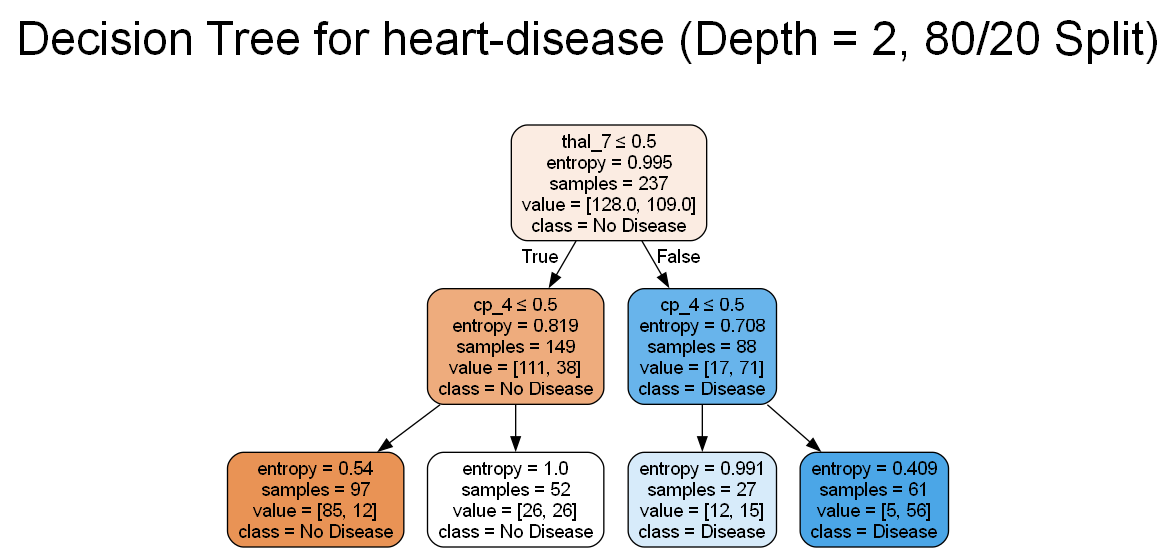 Decision Tree for heart-disease (Depth = 2, 80/20 Split)
thal_7 ≤ 0.5
entropy = 0.995
samples = 237
value = [128.0, 109.0]
class = No Disease
True
False
cp_4 ≤ 0.5
entropy = 0.819
samples = 149
value = [111, 38]
class = No Disease
cp_4 ≤ 0.5
entropy = 0.708
samples = 88
value = [17, 71]
class = Disease
entropy = 0.54
samples = 97
value = [85, 12]
class = No Disease
entropy = 1.0
samples = 52
value = [26, 26]
class = No Disease
entropy = 0.991
samples = 27
value = [12, 15]
class = Disease
entropy = 0.409
samples = 61
value = [5, 56]
class = Disease